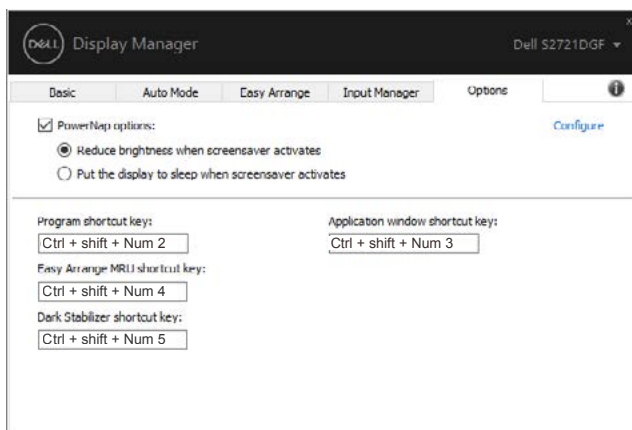 x
DELL Display Manager Dell S2721DGF
Basic Auto Mode Easy Arrange Input Manager Options i
PowerNap options: Configure
Reduce brightness when screensaver activates
Put the display to sleep when screensaver activates
Program shortcut key: Application window shortcut key:
Ctrl + shift + Num 2 Ctrl + shift + Num 3
Easy Arrange MRU shortcut key:
Ctrl + shift + Num 4
Dark Stabilizer shortcut key:
Ctrl + shift + Num 5